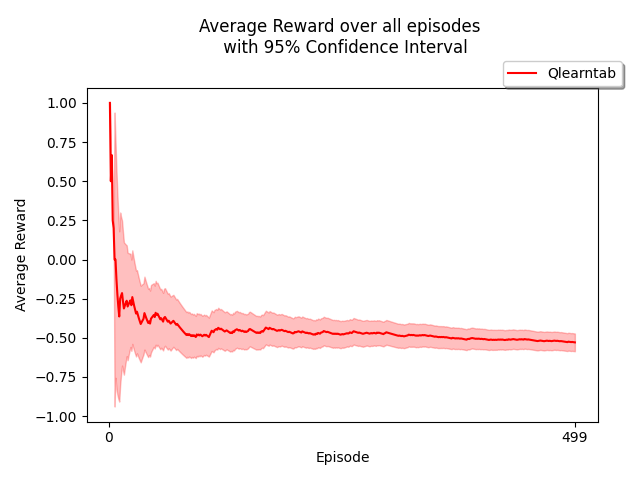 Average Reward over all episodes
with 95% Confidence Interval
Qlearntab
Average Reward
1.00
0.75
0.50
0.25
0.00
−0.25
−0.50
−0.75
−1.00
0
499
Episode